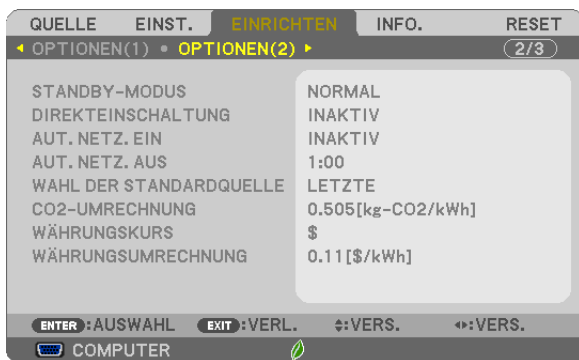 QUELLE EINST. EINRICHTEN INFO. RESET
OPTIONEN(1) • OPTIONEN(2) 2/3
STANDBY-MODUS NORMAL
DIREKTEINSCHALTUNG INAKTIV
AUT. NETZ. EIN INAKTIV
AUT. NETZ. AUS 1:00
WAHL DER STANDARDQUELLE LETZTE
CO2-UMRECHNUNG 0.505[kg-CO2/kWh]
WÄHRUNGSKURS $
WÄHRUNGSUMRECHNUNG 0.11[$/kWh]
ENTER :AUSWAHL EXIT :VERL. :VERS. :VERS.
COMPUTER